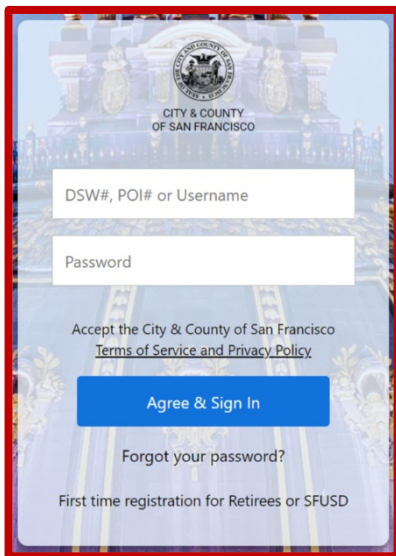 CITY & COUNTY
OF SAN FRANCISCO
DSW#, POI# or Username
Password
Accept the City & County of San Francisco
Terms of Service and Privacy Policy
Agree & Sign In
Forgot your password?
First time registration for Retirees or SFUSD